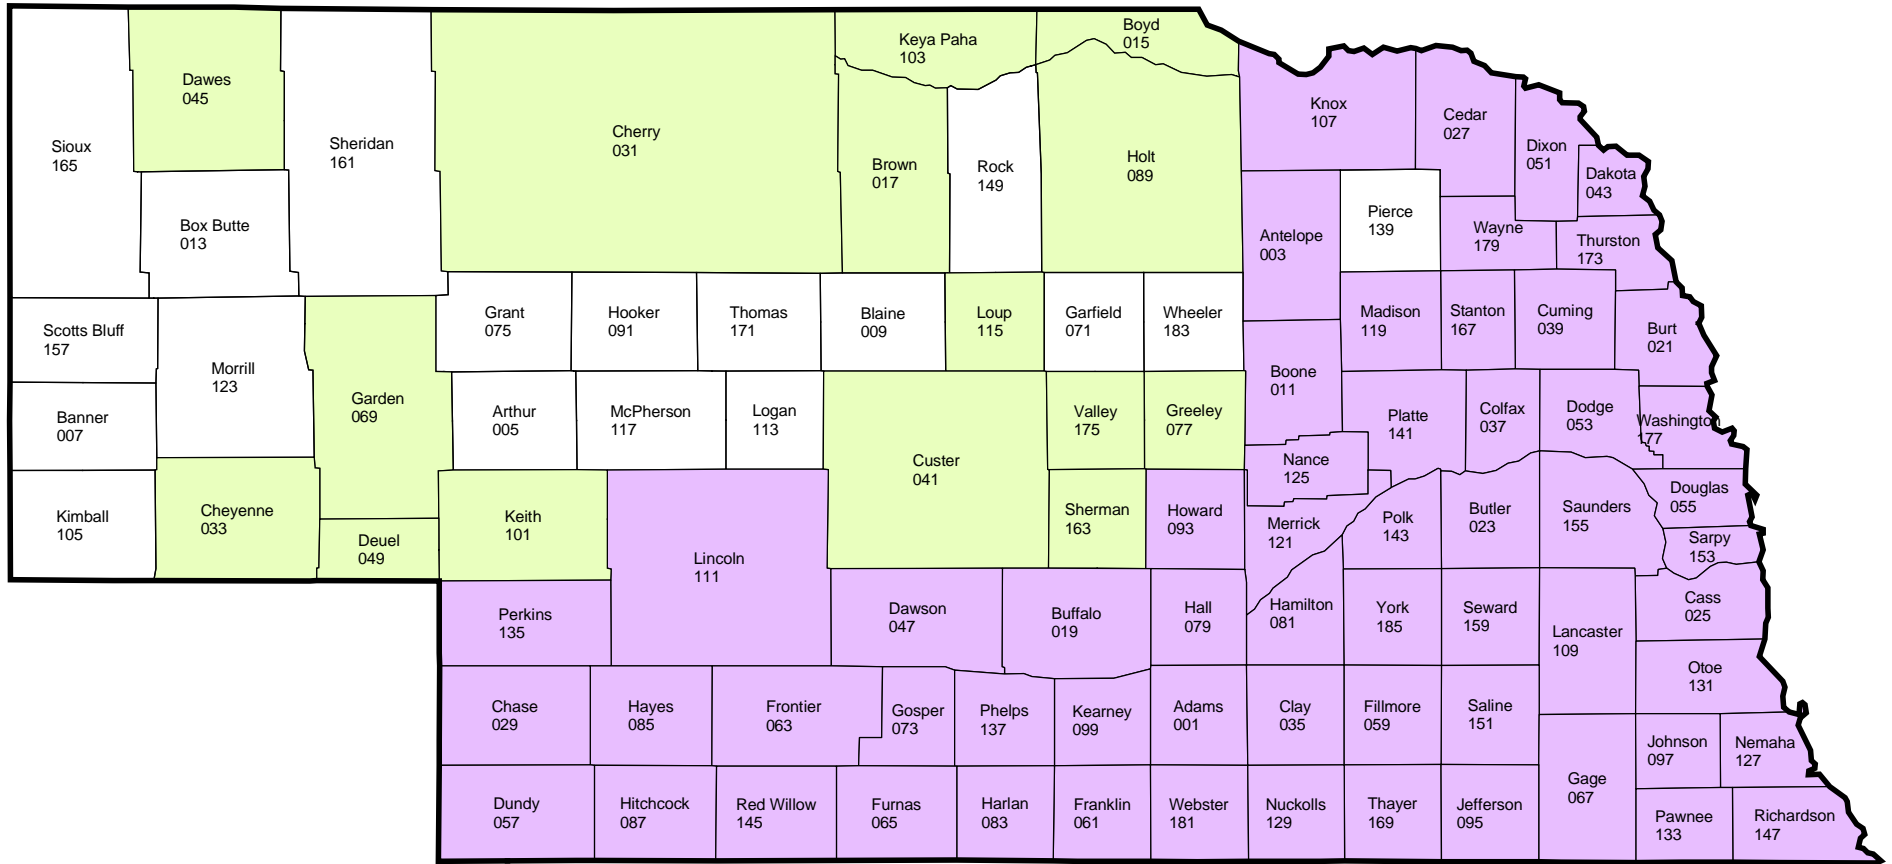 Boyd
015
Keya Paha
103
Dawes
045
Knox
107
Cedar
027
Sioux
165
Sheridan
161
Cherry
031
Brown
017
Rock
149
Holt
089
Dixon
051
Dakota
043
Box Butte
013
Antelope
003
Pierce
139
Wayne
179
Thurston
173
Scotts Bluff
157
Grant
075
Hooker
091
Thomas
171
Blaine
009
Loup
115
Garfield
071
Wheeler
183
Madison
119
Stanton
167
Cuming
039
Burt
021
Morrill
123
Boone
011
Banner
007
Garden
069
Arthur
005
McPherson
117
Logan
113
Valley
175
Greeley
077
Platte
141
Colfax
037
Dodge
053
Washington
177
Custer
041
Nance
125
Kimball
105
Cheyenne
033
Deuel
049
Keith
101
Lincoln
111
Sherman
163
Howard
093
Merrick
121
Polk
143
Butler
023
Saunders
155
Douglas
055
Sarpy
153
Perkins
135
Dawson
047
Buffalo
019
Hall
079
Hamilton
081
York
185
Seward
159
Lancaster
109
Cass
025
Otoe
131
Chase
029
Hayes
085
Frontier
063
Gosper
073
Phelps
137
Kearney
099
Adams
001
Clay
035
Fillmore
059
Saline
151
Johnson
097
Nemaha
127
Dundy
057
Hitchcock
087
Red Willow
145
Furnas
065
Harlan
083
Franklin
061
Webster
181
Nuckolls
129
Thayer
169
Jefferson
095
Gage
067
Pawnee
133
Richardson
147